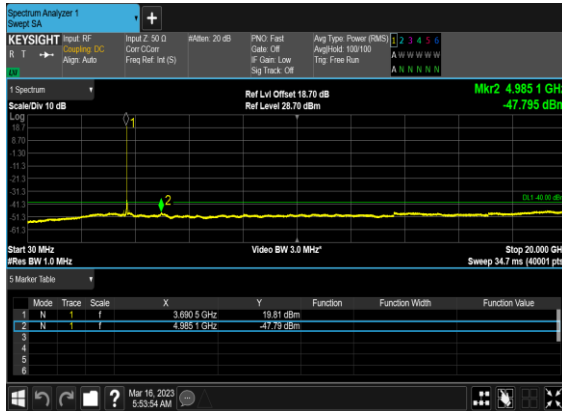 Spectrum Analyzer 1
Swept SA
KEYSIGHT
R T
Input: RF
Coupling: DC
Align: Auto
Input Z: 50 Ω
Corr CCorr
Freq Ref: Int (S)
#Atten: 20 dB
PNO: Fast
Gate: Off
IF Gain: Low
Sig Track: Off
Avg Type: Power (RMS)
Avg|Hold: 100/100
Trig: Free Run
1 2 3 4 5 6
A W W W W W
A N N N N N
1 Spectrum
Scale/Div 10 dB
Ref Lvl Offset 18.70 dB
Ref Level 28.70 dBm
Mkr2 4.985 1 GHz
-47.795 dBm
Log
18.7
8.70
-1.30
-11.3
-21.3
-31.3
-41.3
-51.3
-61.3
1
2
DL1 -40.00 dBm
Start 30 MHz
#Res BW 1.0 MHz
Video BW 3.0 MHz*
Stop 20.000 GHz
Sweep 34.7 ms (40001 pts)
5 Marker Table
Mode Trace Scale X Y Function Function Width Function Value
1 N 1 f 3.690 5 GHz 19.81 dBm
2 N 1 f 4.985 1 GHz -47.79 dBm
3
4
5
6
?
Mar 16, 2023
5:53:54 AM